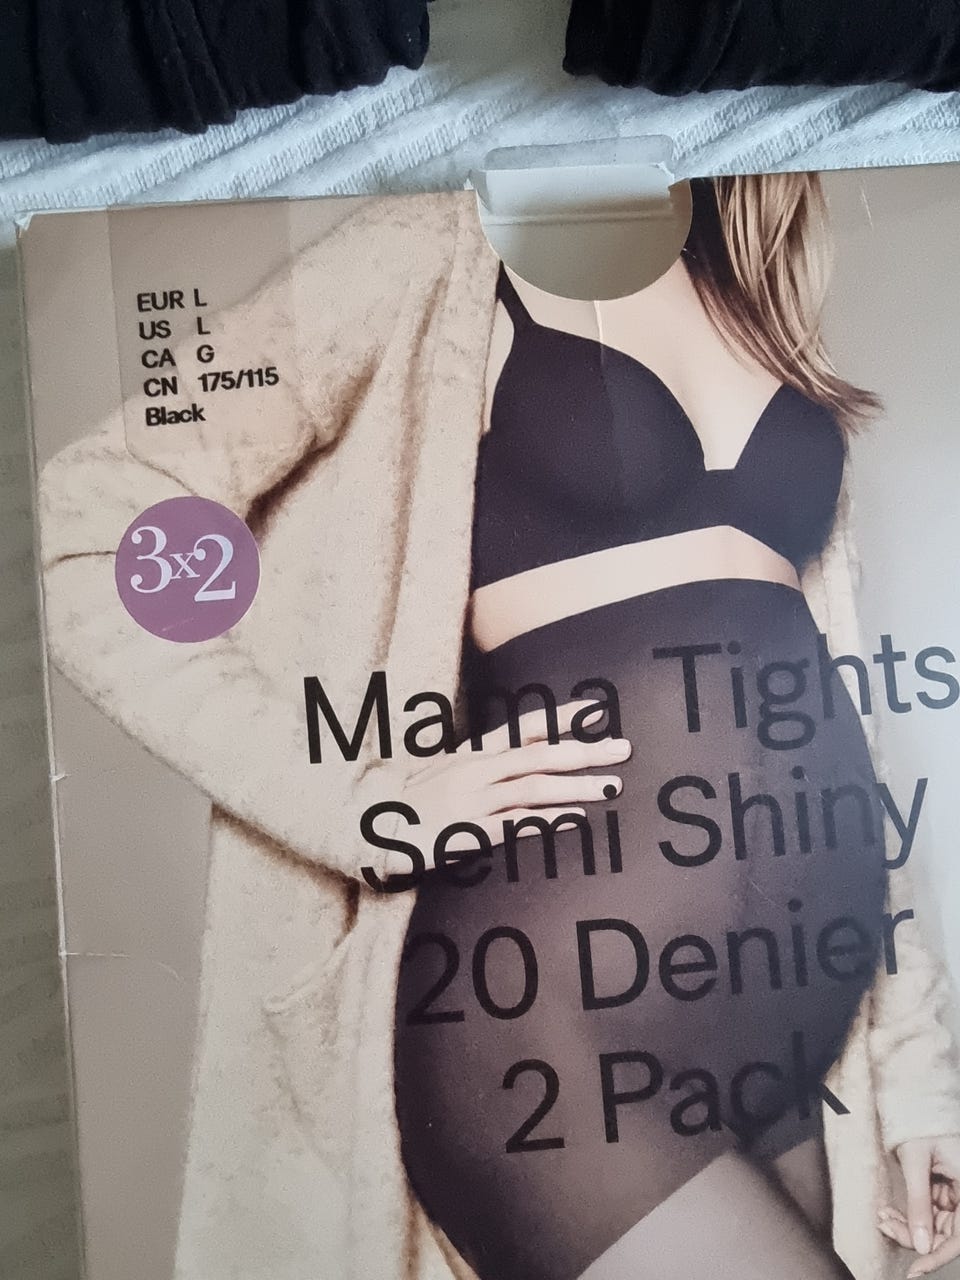 EUR L
US L
CA G
CN 175/115
Black
3x2
Mama Tights
Semi Shiny
20 Denier
2 Pack